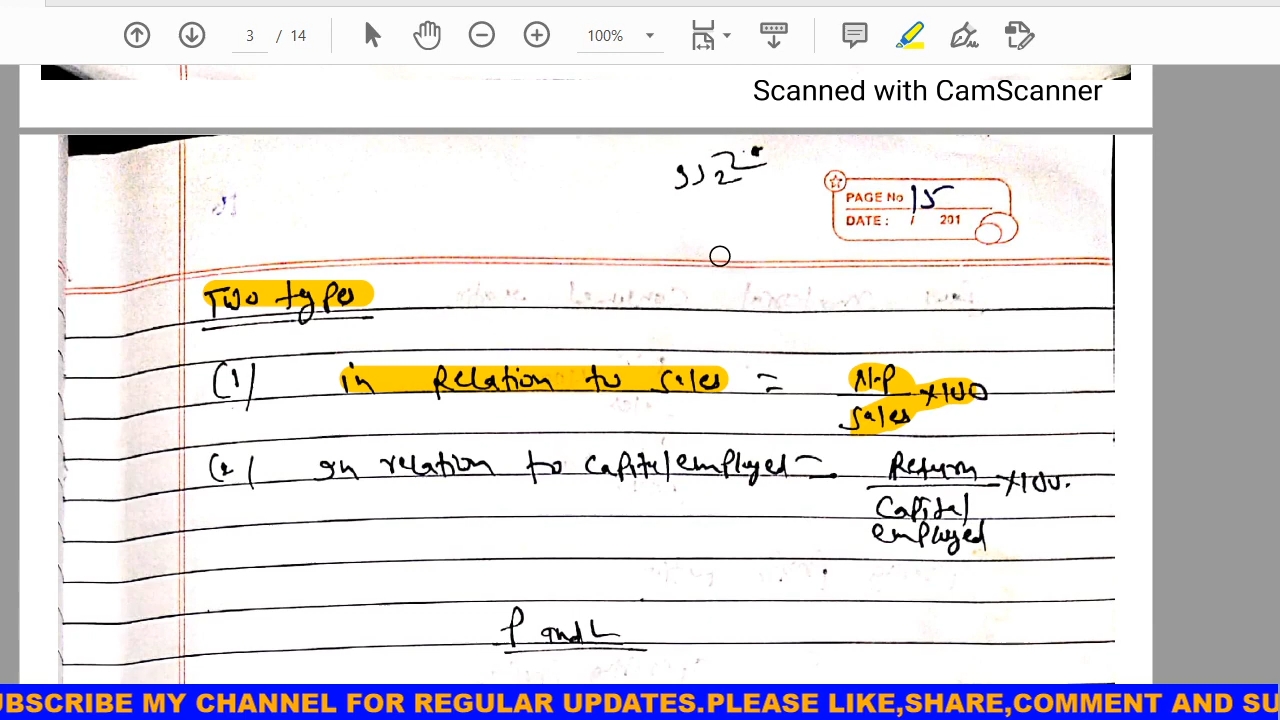 3 / 14
100%
Scanned with CamScanner
PAGE No 15
DATE : / 201
Two types
(1) in Relation to sales = N.P / Sales ×100
(2) in relation to capital employed = Return / Capital employed ×100.
P and L
UBSCRIBE MY CHANNEL FOR REGULAR UPDATES.PLEASE LIKE,SHARE,COMMENT AND SU